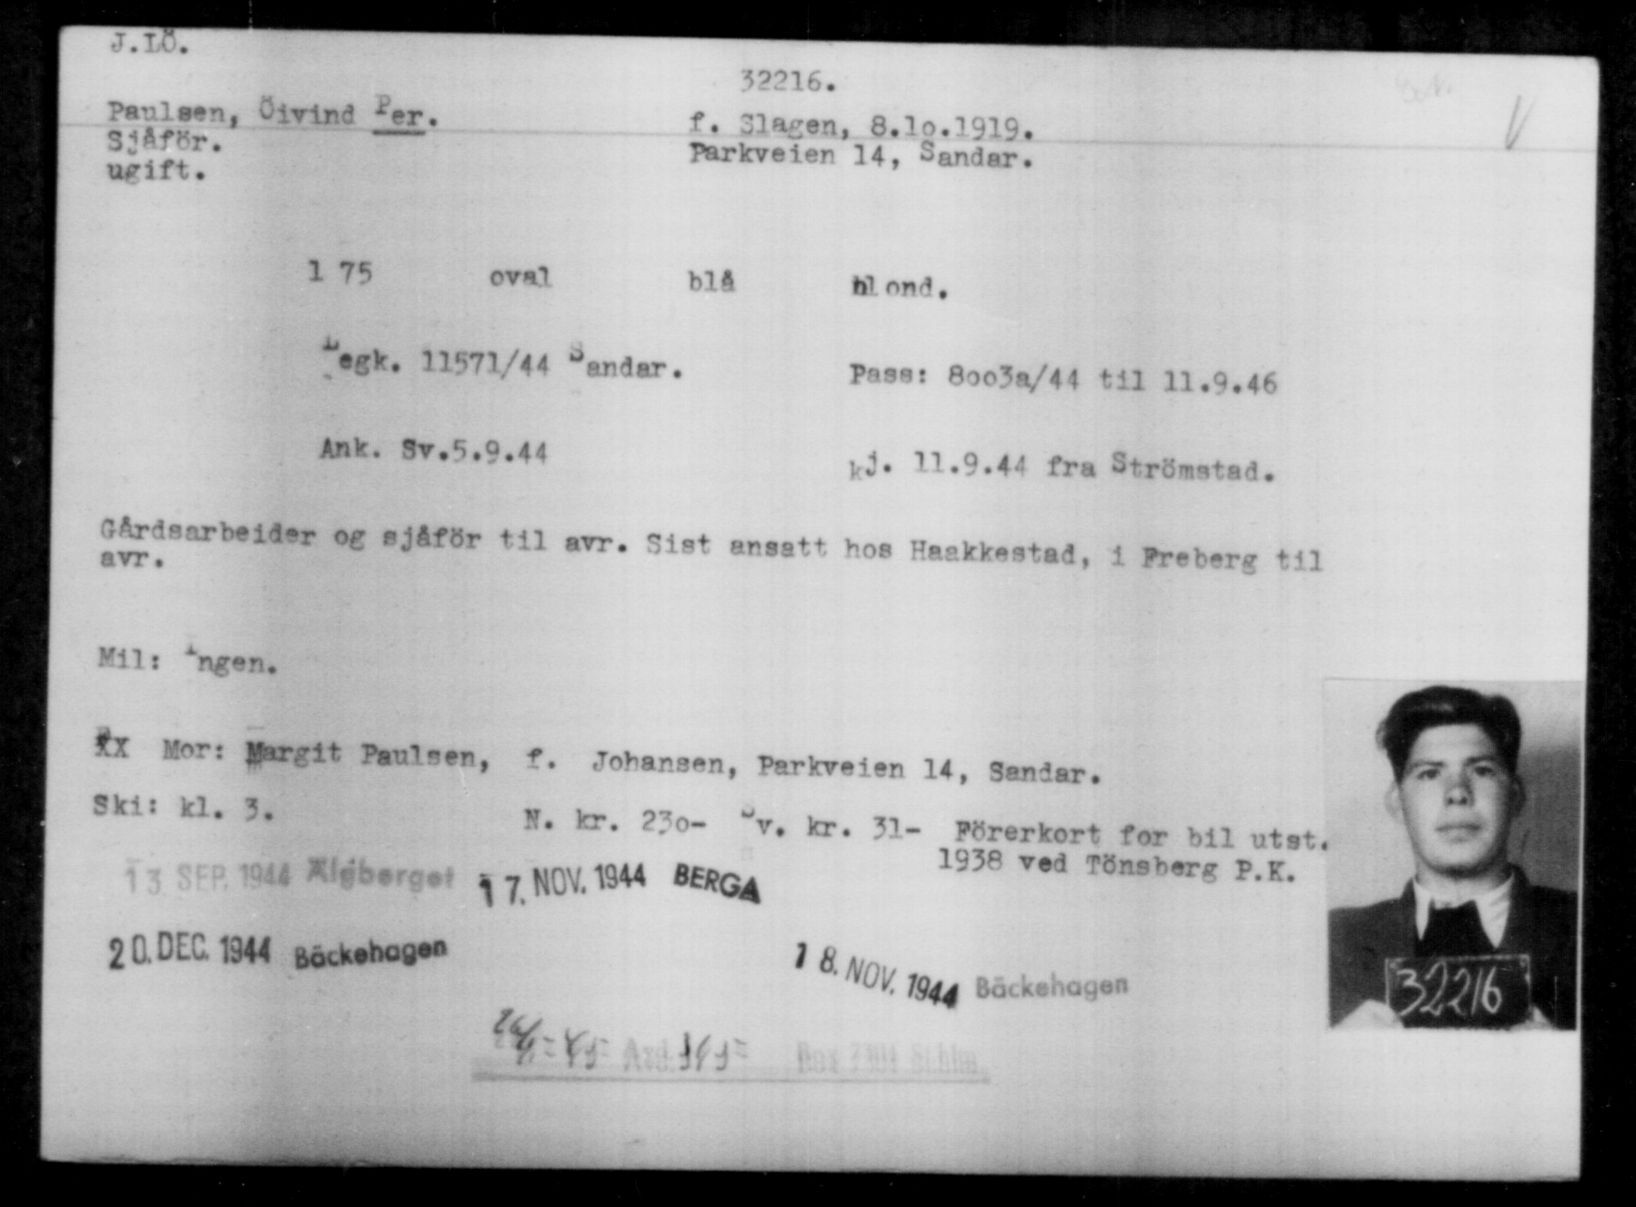 J.LÖ.
32216.
Paulsen, Öivind Per.
f. Slagen, 8.10.1919.
Sjåför.
Parkveien 14, Sandar.
ugift.
1 75 oval blå blond.
Legk. 11571/44 Sandar.
Pass: 8003a/44 til 11.9.46
Ank. Sv.5.9.44
kj. 11.9.44 fra Strömstad.
Gårdsarbeider og sjåför til avr. Sist ansatt hos Haakkestad, i Freberg til
avr.
Mil: Ingen.
XX Mor: Margit Paulsen, f. Johansen, Parkveien 14, Sandar.
Ski: kl. 3.
N. kr. 230- Sv. kr. 31- Förerkort for bil utst.
1938 ved Tönsberg P.K.
13 SEP. 1944 Älgberget
17. NOV. 1944 BERGA
20. DEC. 1944 Bäckehagen
18. NOV. 1944 Bäckehagen
32216